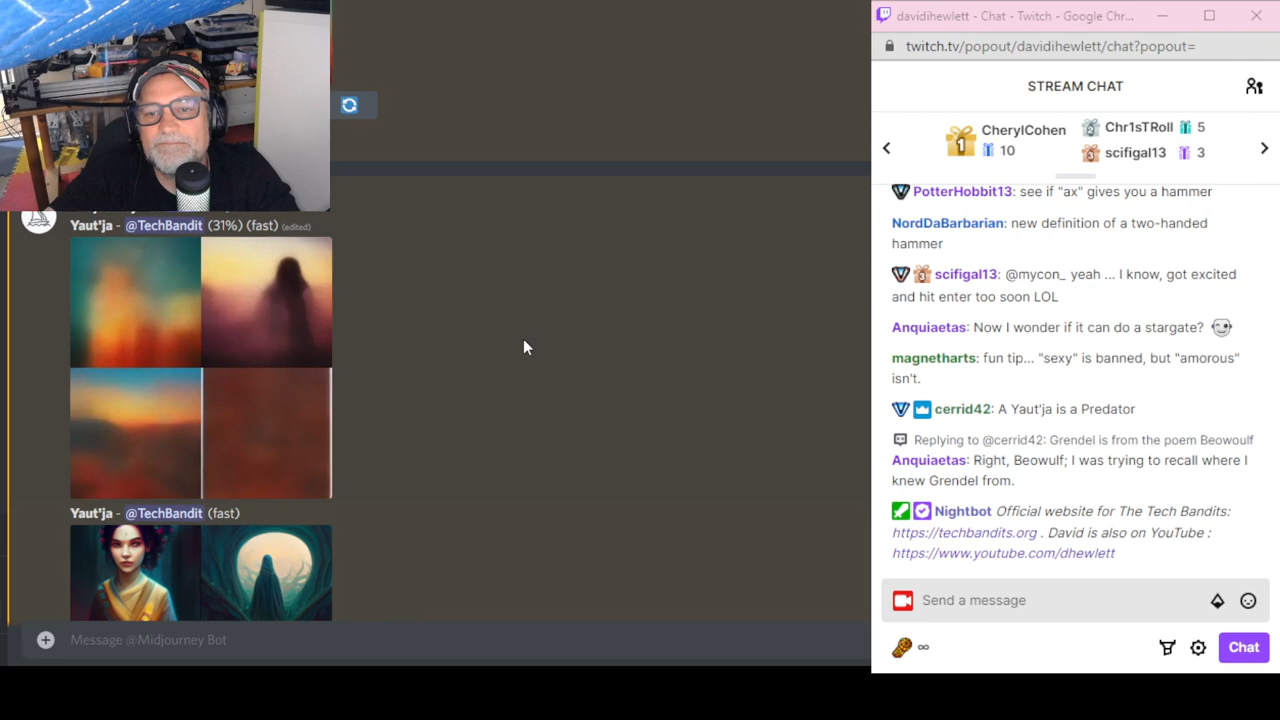 Yaut'ja - @TechBandit (31%) (fast) (edited)
Yaut'ja - @TechBandit (fast)
Message @Midjourney Bot
davidihewlett - Chat - Twitch - Google Chr...
twitch.tv/popout/davidihewlett/chat?popout=
STREAM CHAT
1 CherylCohen 10
2 Chr1sTRoll 5
3 scifigal13 3
PotterHobbit13: see if "ax" gives you a hammer
NordDaBarbarian: new definition of a two-handed
hammer
3 scifigal13: @mycon_ yeah ... I know, got excited
and hit enter too soon LOL
Anquiaetas: Now I wonder if it can do a stargate?
magnetharts: fun tip... "sexy" is banned, but "amorous"
isn't.
cerrid42: A Yaut'ja is a Predator
Replying to @cerrid42: Grendel is from the poem Beowoulf
Anquiaetas: Right, Beowulf; I was trying to recall where I
knew Grendel from.
Nightbot Official website for The Tech Bandits:
https://techbandits.org . David is also on YouTube :
https://www.youtube.com/dhewlett
Send a message
∞
Chat